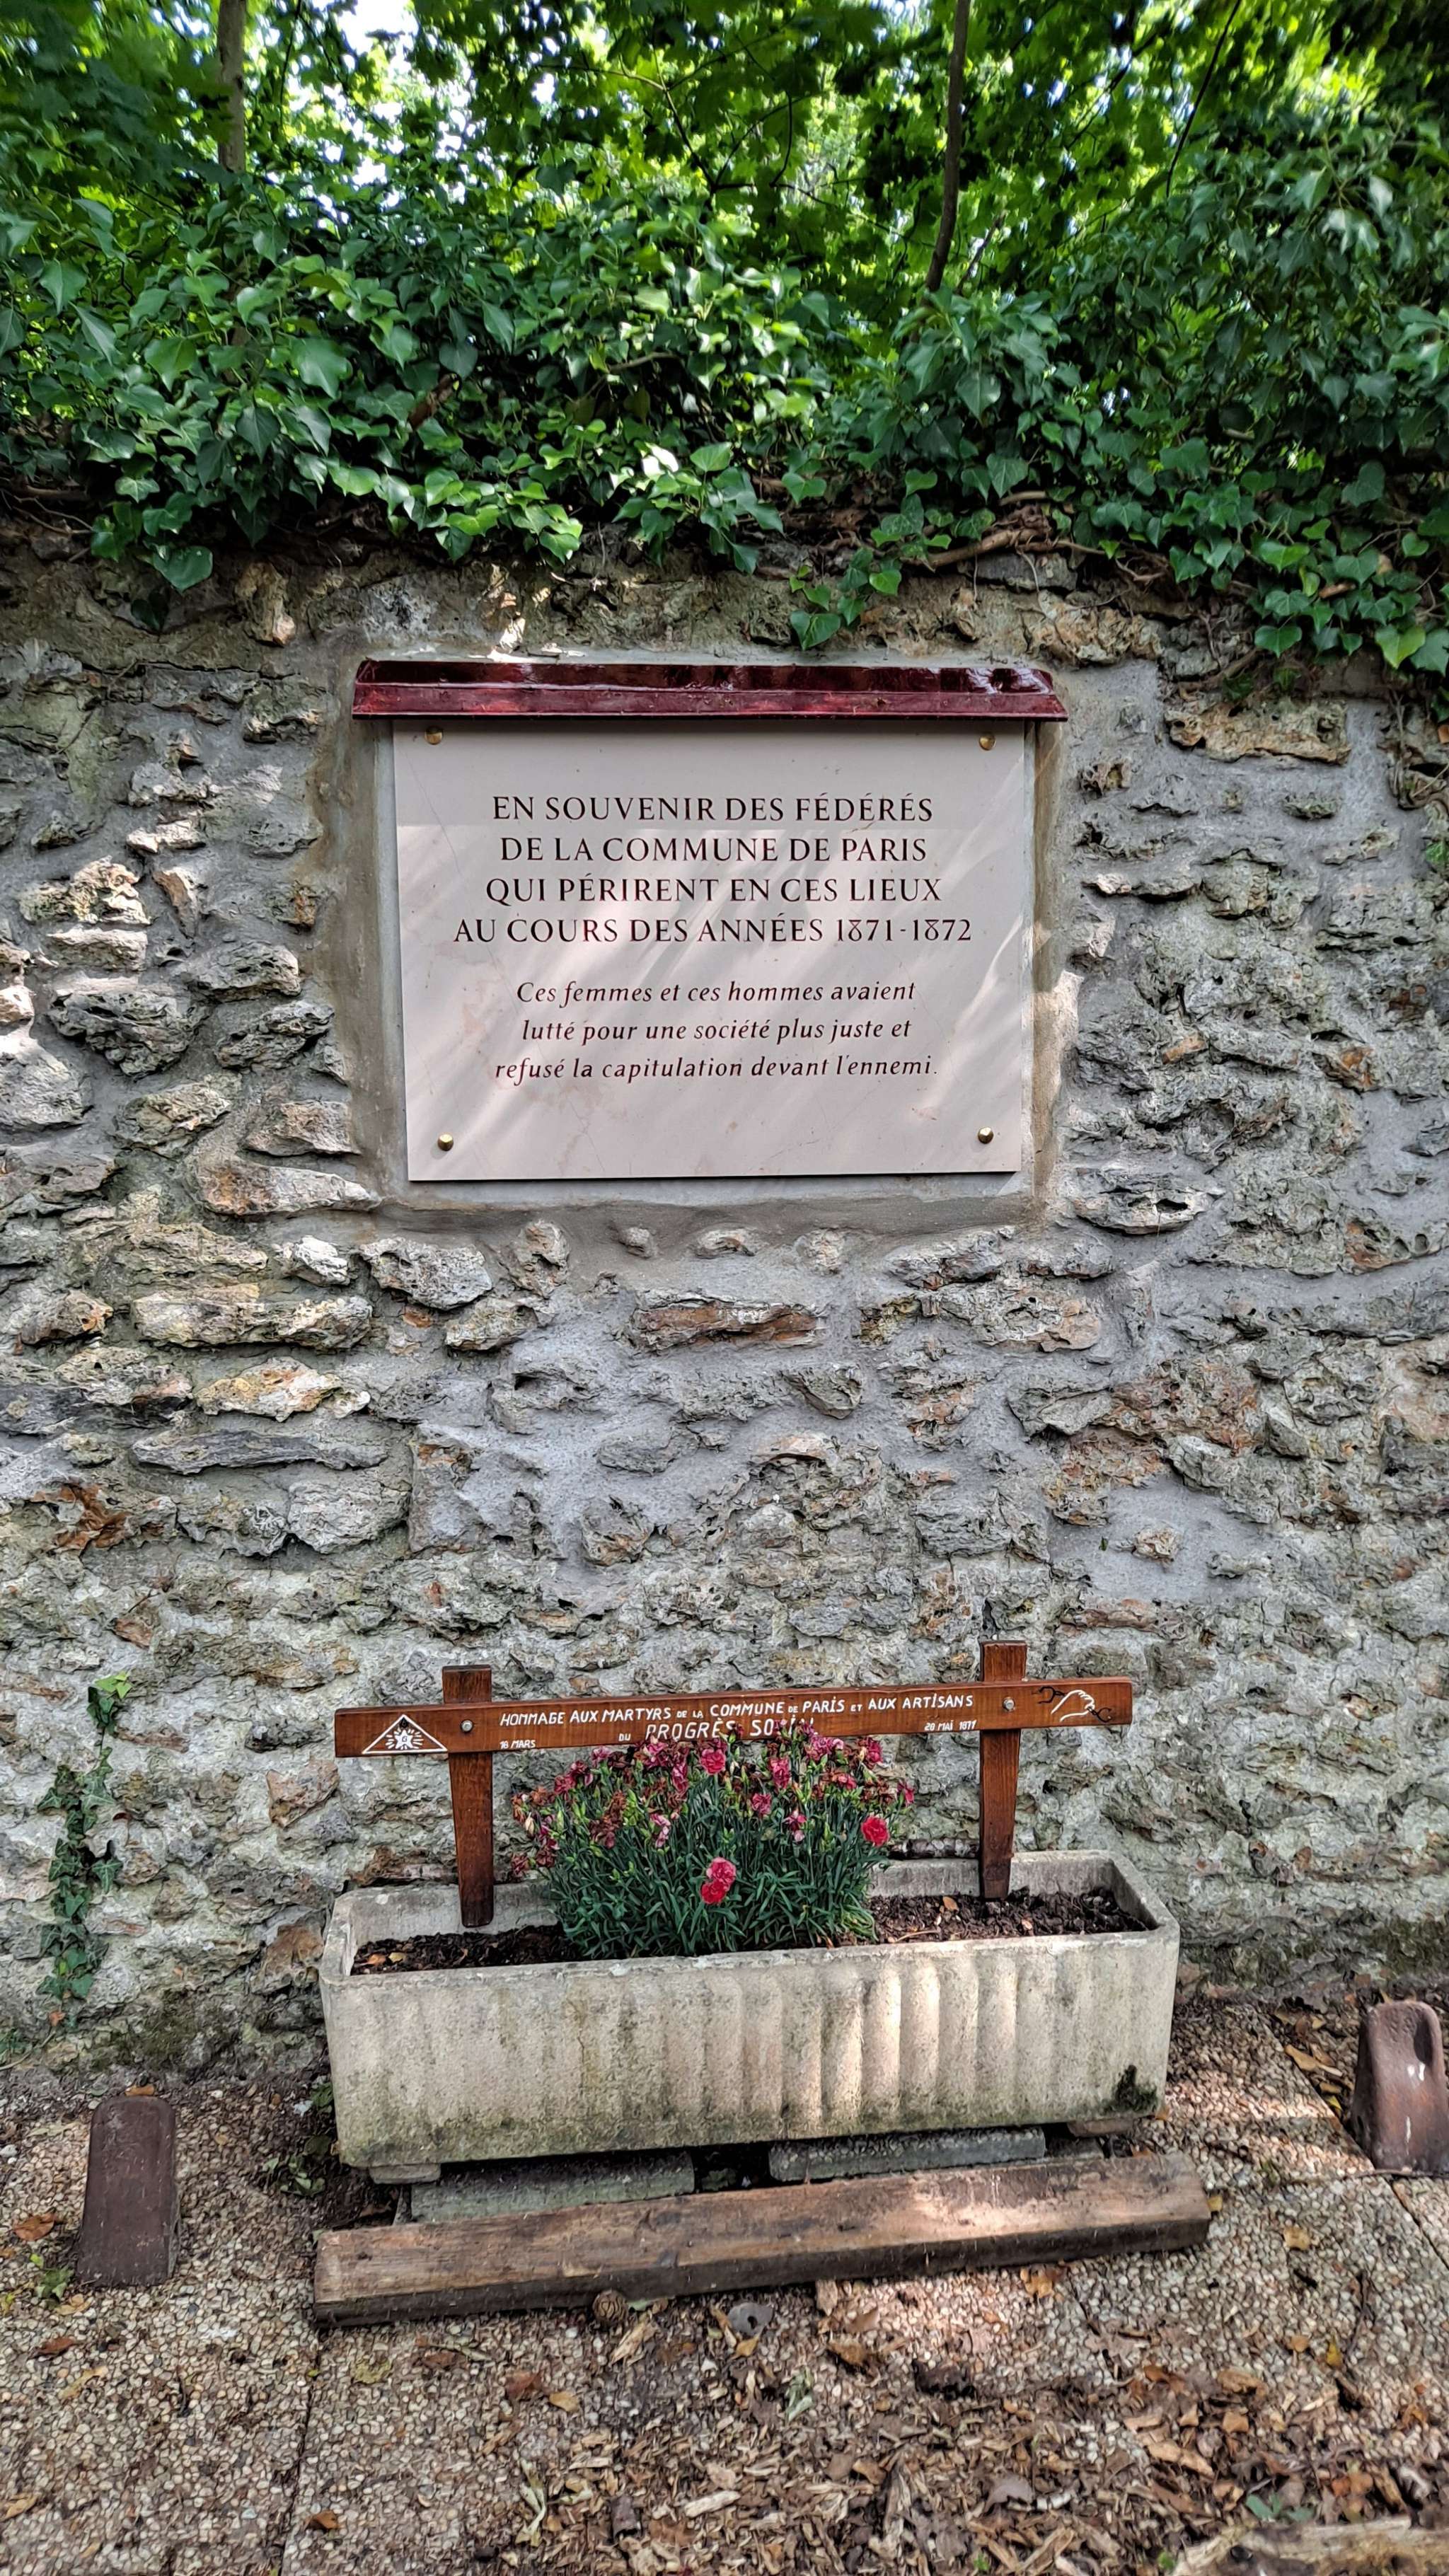 EN SOUVENIR DES FÉDÉRÉS
DE LA COMMUNE DE PARIS
QUI PÉRIRENT EN CES LIEUX
AU COURS DES ANNÉES 1871-1872
Ces femmes et ces hommes avaient
lutté pour une société plus juste et
refusé la capitulation devant l'ennemi.
HOMMAGE AUX MARTYRS DE LA COMMUNE DE PARIS ET AUX ARTISANS
18 MARS DU PROGRÈS 28 MAI 1871